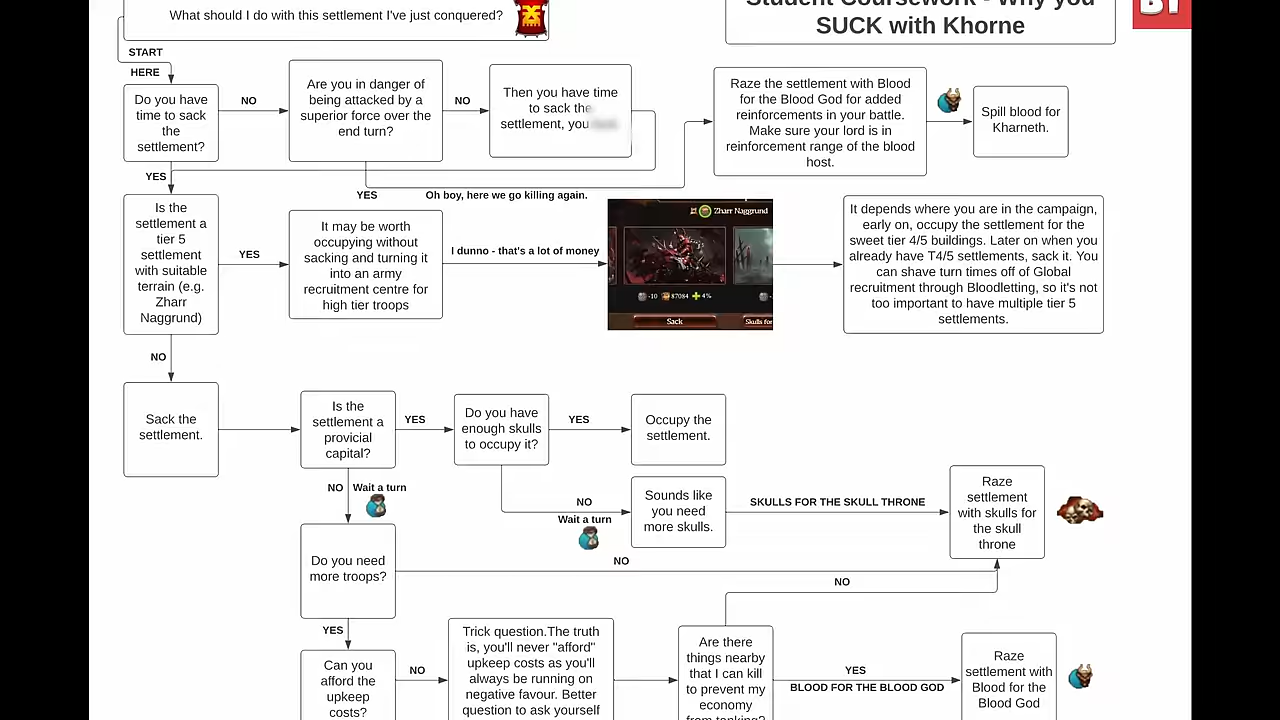 What should I do with this settlement I've just conquered?
Student Coursework - Why you
SUCK with Khorne
START
HERE
Do you have
time to sack
the
settlement?
NO
Are you in danger of
being attacked by a
superior force over the
end turn?
NO
Then you have time
to sack the
settlement, you
Raze the settlement with Blood
for the Blood God for added
reinforcements in your battle.
Make sure your lord is in
reinforcement range of the blood
host.
Spill blood for
Kharneth.
YES
YES
Oh boy, here we go killing again.
Is the
settlement a
tier 5
settlement
with suitable
terrain (e.g.
Zharr
Naggrund)
YES
It may be worth
occupying without
sacking and turning it
into an army
recruitment centre for
high tier troops
I dunno - that's a lot of money
Zharr Naggrund
-10 87084 4%
Sack
Skulls for
It depends where you are in the campaign,
early on, occupy the settlement for the
sweet tier 4/5 buildings. Later on when you
already have T4/5 settlements, sack it. You
can shave turn times off of Global
recruitment through Bloodletting, so it's not
too important to have multiple tier 5
settlements.
NO
Sack the
settlement.
Is the
settlement a
provicial
capital?
YES
Do you have
enough skulls
to occupy it?
YES
Occupy the
settlement.
NO
Wait a turn
NO
Wait a turn
Sounds like
you need
more skulls.
SKULLS FOR THE SKULL THRONE
Raze
settlement
with skulls for
the skull
throne
Do you need
more troops?
NO
NO
YES
Can you
afford the
upkeep
costs?
NO
Trick question.The truth
is, you'll never "afford"
upkeep costs as you'll
always be running on
negative favour. Better
question to ask yourself
Are there
things nearby
that I can kill
to prevent my
economy
from tanking?
YES
BLOOD FOR THE BLOOD GOD
Raze
settlement with
Blood for the
Blood God